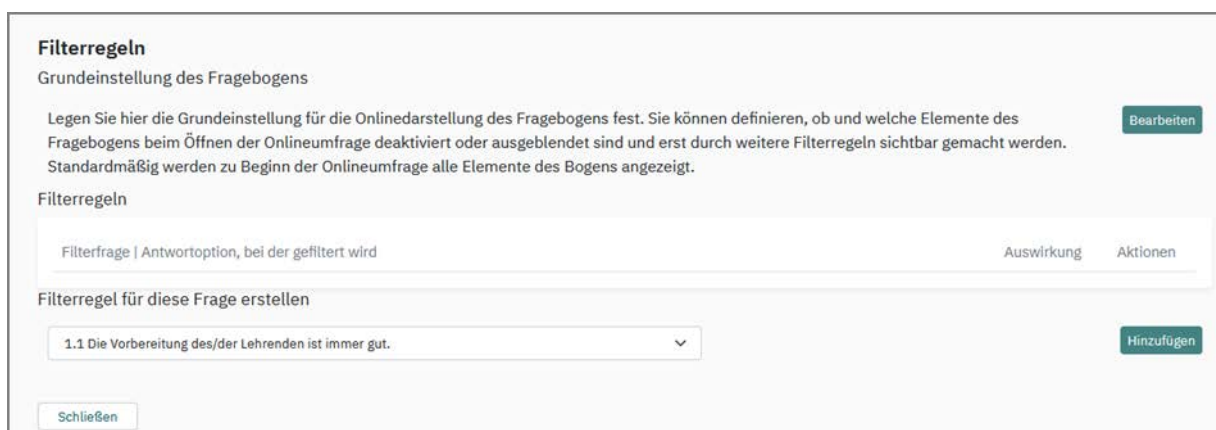 Filterregeln
Grundeinstellung des Fragebogens
Legen Sie hier die Grundeinstellung für die Onlinedarstellung des Fragebogens fest. Sie können definieren, ob und welche Elemente des
Bearbeiten
Fragebogens beim Öffnen der Onlineumfrage deaktiviert oder ausgeblendet sind und erst durch weitere Filterregeln sichtbar gemacht werden.
Standardmäßig werden zu Beginn der Onlineumfrage alle Elemente des Bogens angezeigt.
Filterregeln
Filterfrage | Antwortoption, bei der gefiltert wird Auswirkung Aktionen
Filterregel für diese Frage erstellen
1.1 Die Vorbereitung des/der Lehrenden ist immer gut. Hinzufügen
Schließen